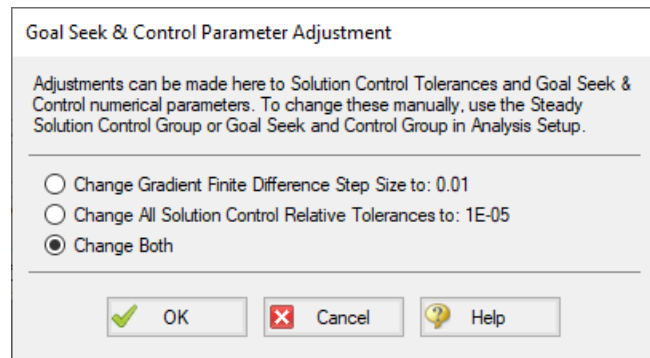 Goal Seek & Control Parameter Adjustment
Adjustments can be made here to Solution Control Tolerances and Goal Seek &
Control numerical parameters. To change these manually, use the Steady
Solution Control Group or Goal Seek and Control Group in Analysis Setup.
Change Gradient Finite Difference Step Size to: 0.01
Change All Solution Control Relative Tolerances to: 1E-05
Change Both
OK Cancel Help